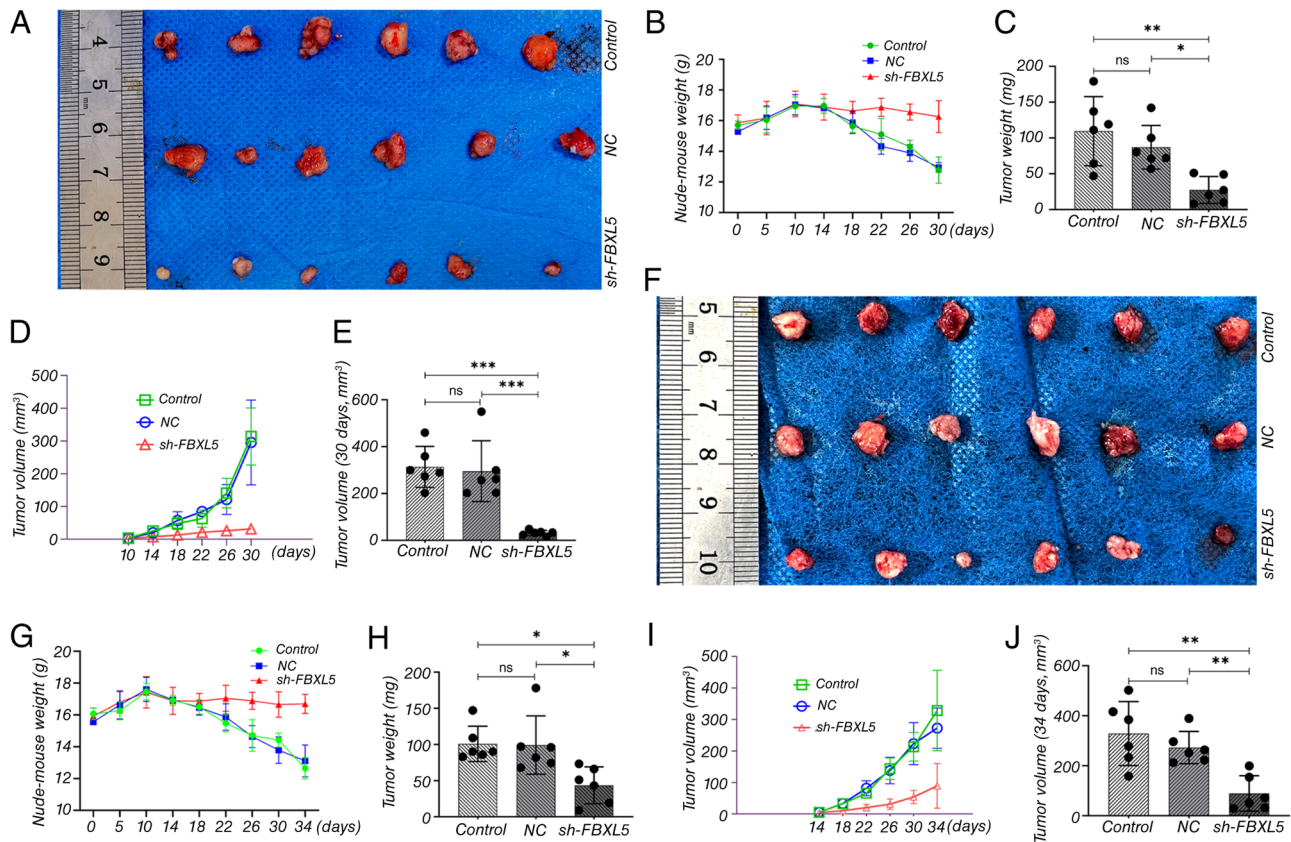 A
4
5
mm
6
7
8
9
Control
NC
sh-FBXL5
B
Nude-mouse weight (g)
20
18
16
14
12
10
Control
NC
sh-FBXL5
0 5 10 14 18 22 26 30 (days)
C
Tumor weight (mg)
200
150
100
50
0
**
*
ns
Control NC sh-FBXL5
D
Tumor volume (mm³)
500
400
300
200
100
0
Control
NC
sh-FBXL5
10 14 18 22 26 30 (days)
E
Tumor volume (30 days, mm³)
600
400
200
0
***
***
ns
Control NC sh-FBXL5
F
5
mm
6
7
8
9
10
Control
NC
sh-FBXL5
G
Nude-mouse weight (g)
20
18
16
14
12
10
Control
NC
sh-FBXL5
0 5 10 14 18 22 26 30 34 (days)
H
Tumor weight (mg)
200
150
100
50
0
*
*
ns
Control NC sh-FBXL5
I
Tumor volume (mm³)
500
400
300
200
100
0
Control
NC
sh-FBXL5
14 18 22 26 30 34 (days)
J
Tumor volume (34 days, mm³)
600
400
200
0
**
**
ns
Control NC sh-FBXL5